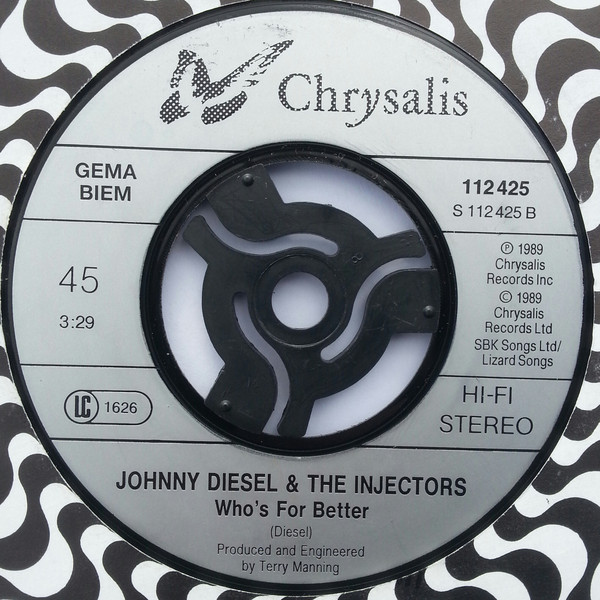 Chrysalis
GEMA
BIEM
112 425
S 112 425 B
45
3:29
Ⓟ 1989
Chrysalis
Records Inc
© 1989
Chrysalis
Records Ltd
SBK Songs Ltd/
Lizard Songs
LC 1626
HI-FI
STEREO
JOHNNY DIESEL & THE INJECTORS
Who's For Better
(Diesel)
Produced and Engineered
by Terry Manning